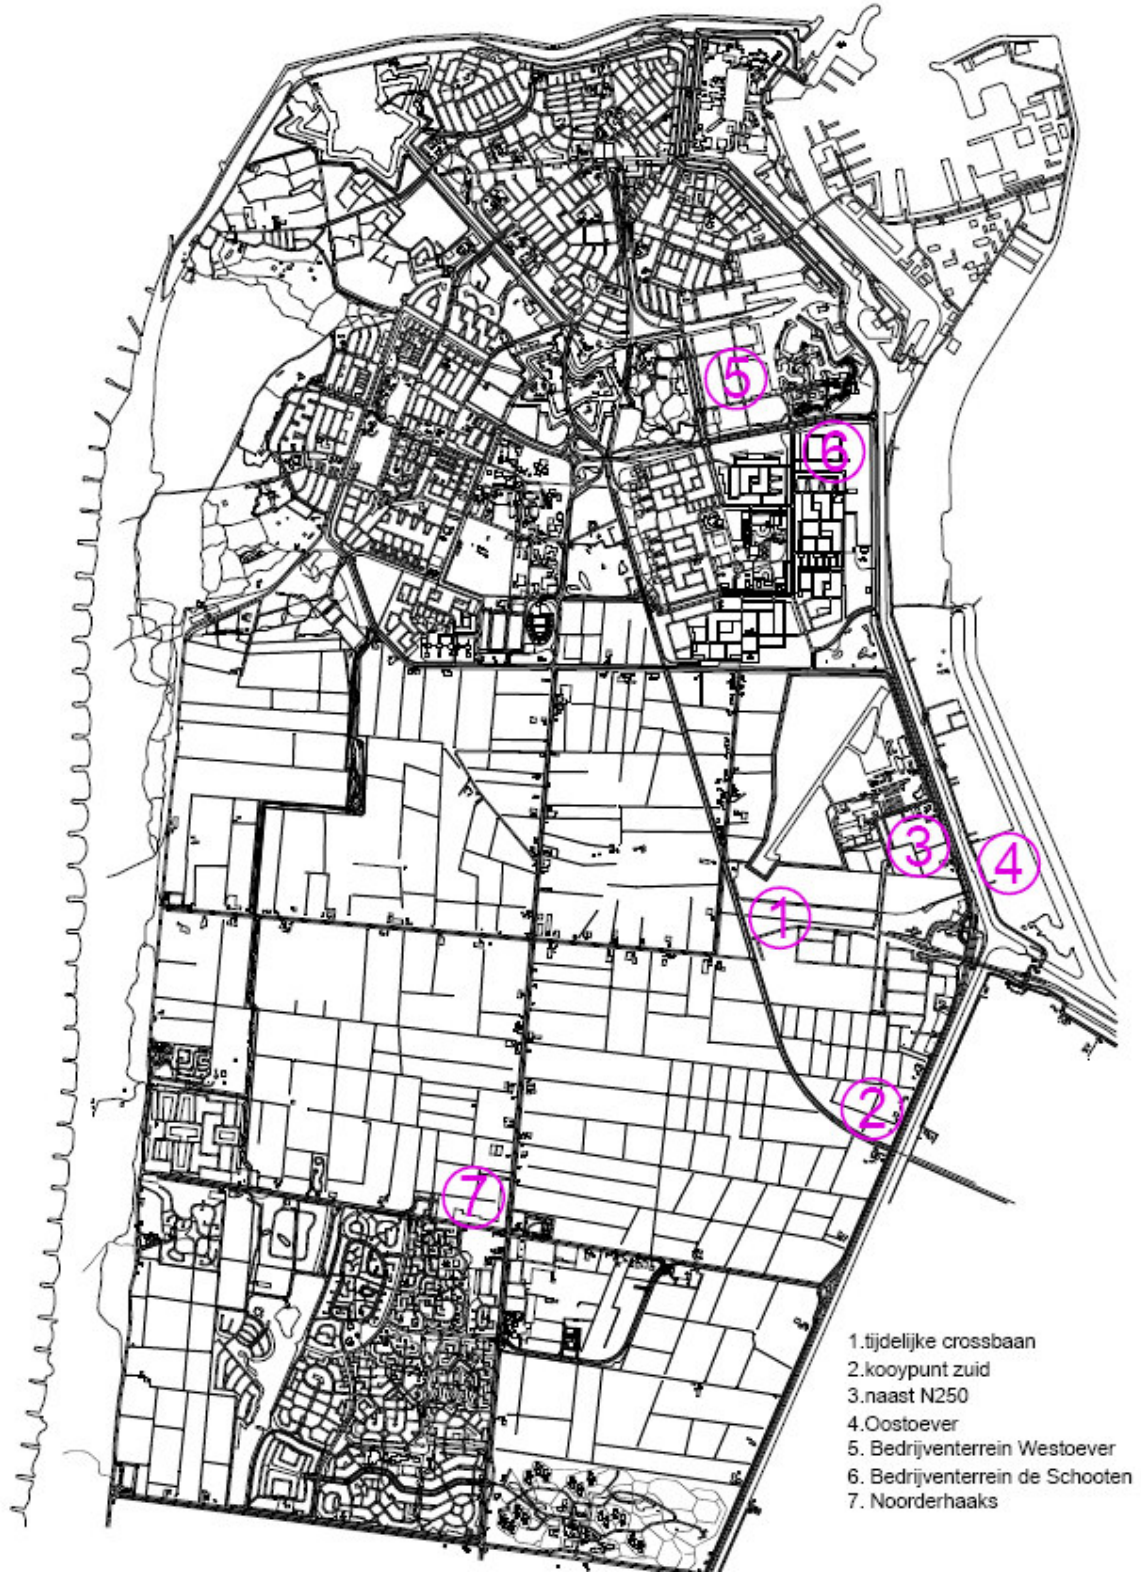 5
6
3
4
1
2
7
1.tijdelijke crossbaan
2.kooypunt zuid
3.naast N250
4.Oostoever
5. Bedrijventerrein Westoever
6. Bedrijventerrein de Schooten
7. Noorderhaaks